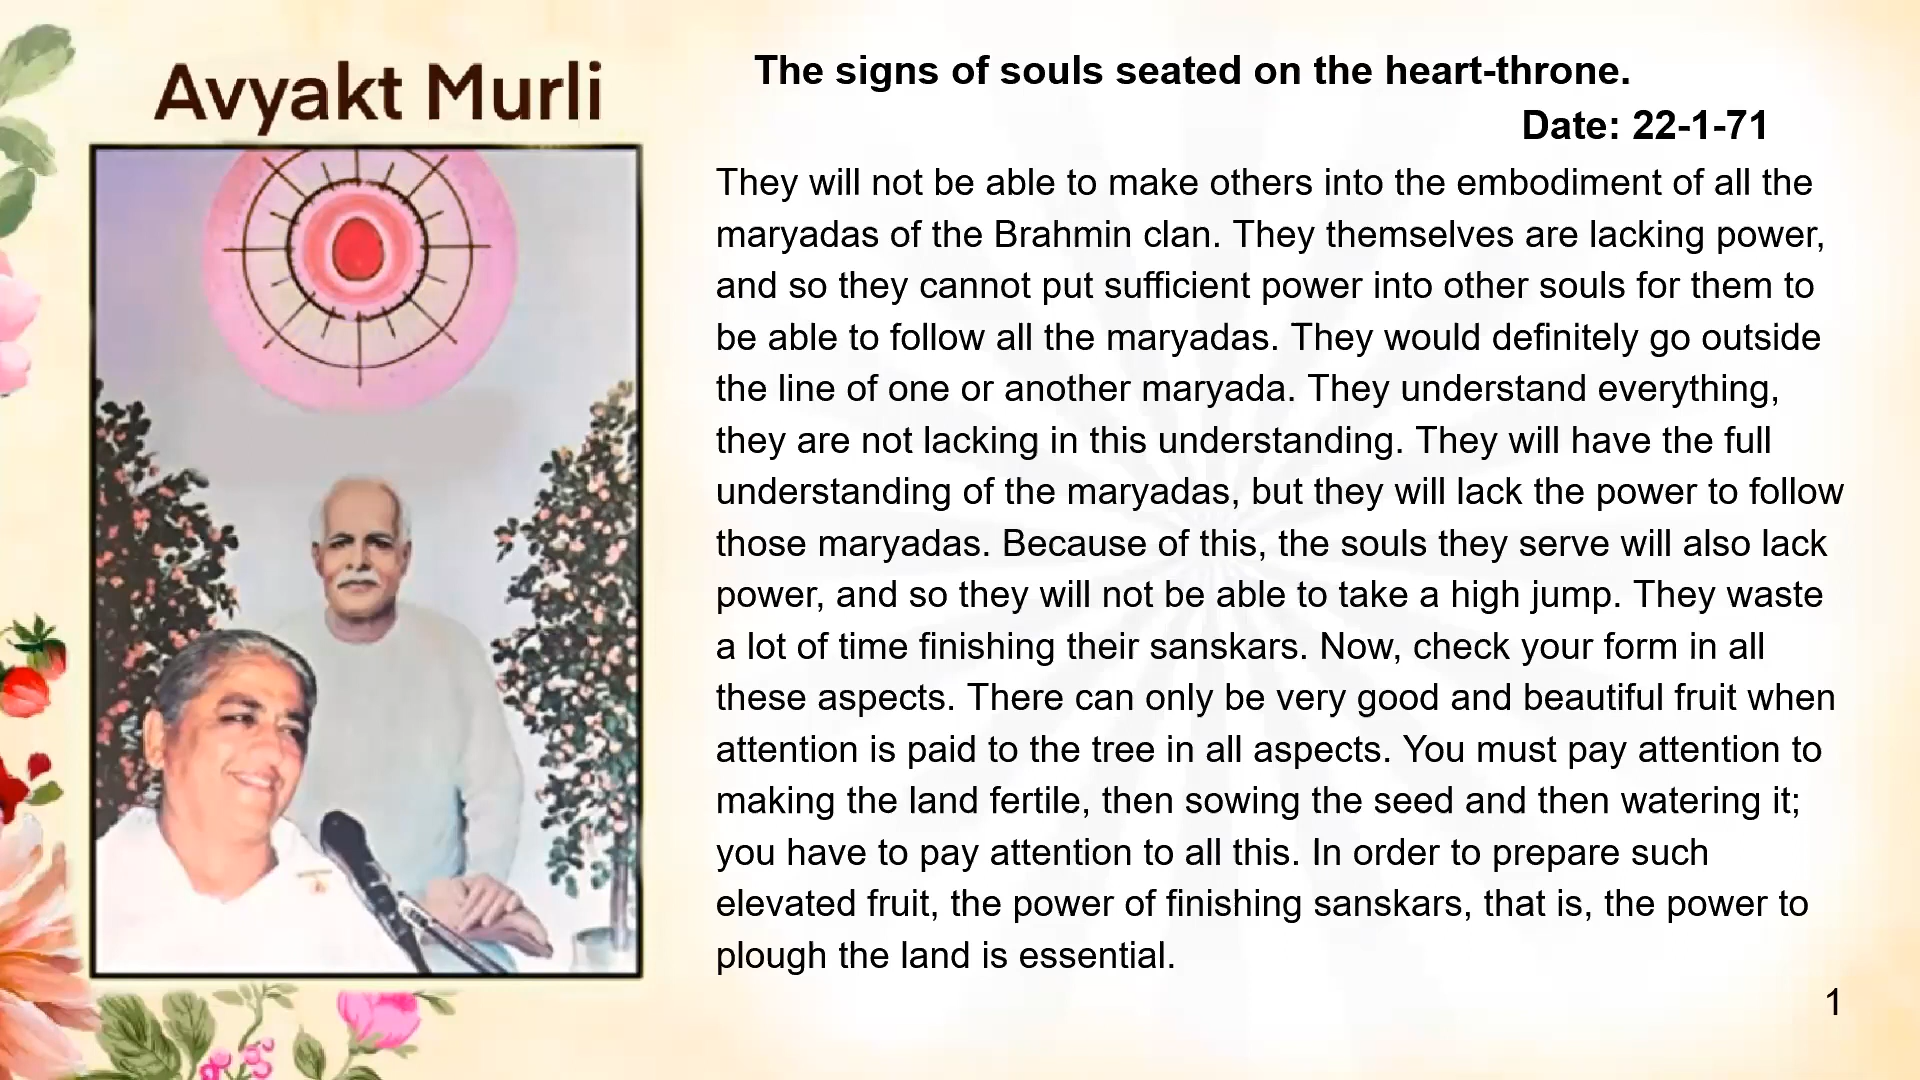 Avyakt Murli
The signs of souls seated on the heart-throne.
Date: 22-1-71
They will not be able to make others into the embodiment of all the
maryadas of the Brahmin clan. They themselves are lacking power,
and so they cannot put sufficient power into other souls for them to
be able to follow all the maryadas. They would definitely go outside
the line of one or another maryada. They understand everything,
they are not lacking in this understanding. They will have the full
understanding of the maryadas, but they will lack the power to follow
those maryadas. Because of this, the souls they serve will also lack
power, and so they will not be able to take a high jump. They waste
a lot of time finishing their sanskars. Now, check your form in all
these aspects. There can only be very good and beautiful fruit when
attention is paid to the tree in all aspects. You must pay attention to
making the land fertile, then sowing the seed and then watering it;
you have to pay attention to all this. In order to prepare such
elevated fruit, the power of finishing sanskars, that is, the power to
plough the land is essential.
1